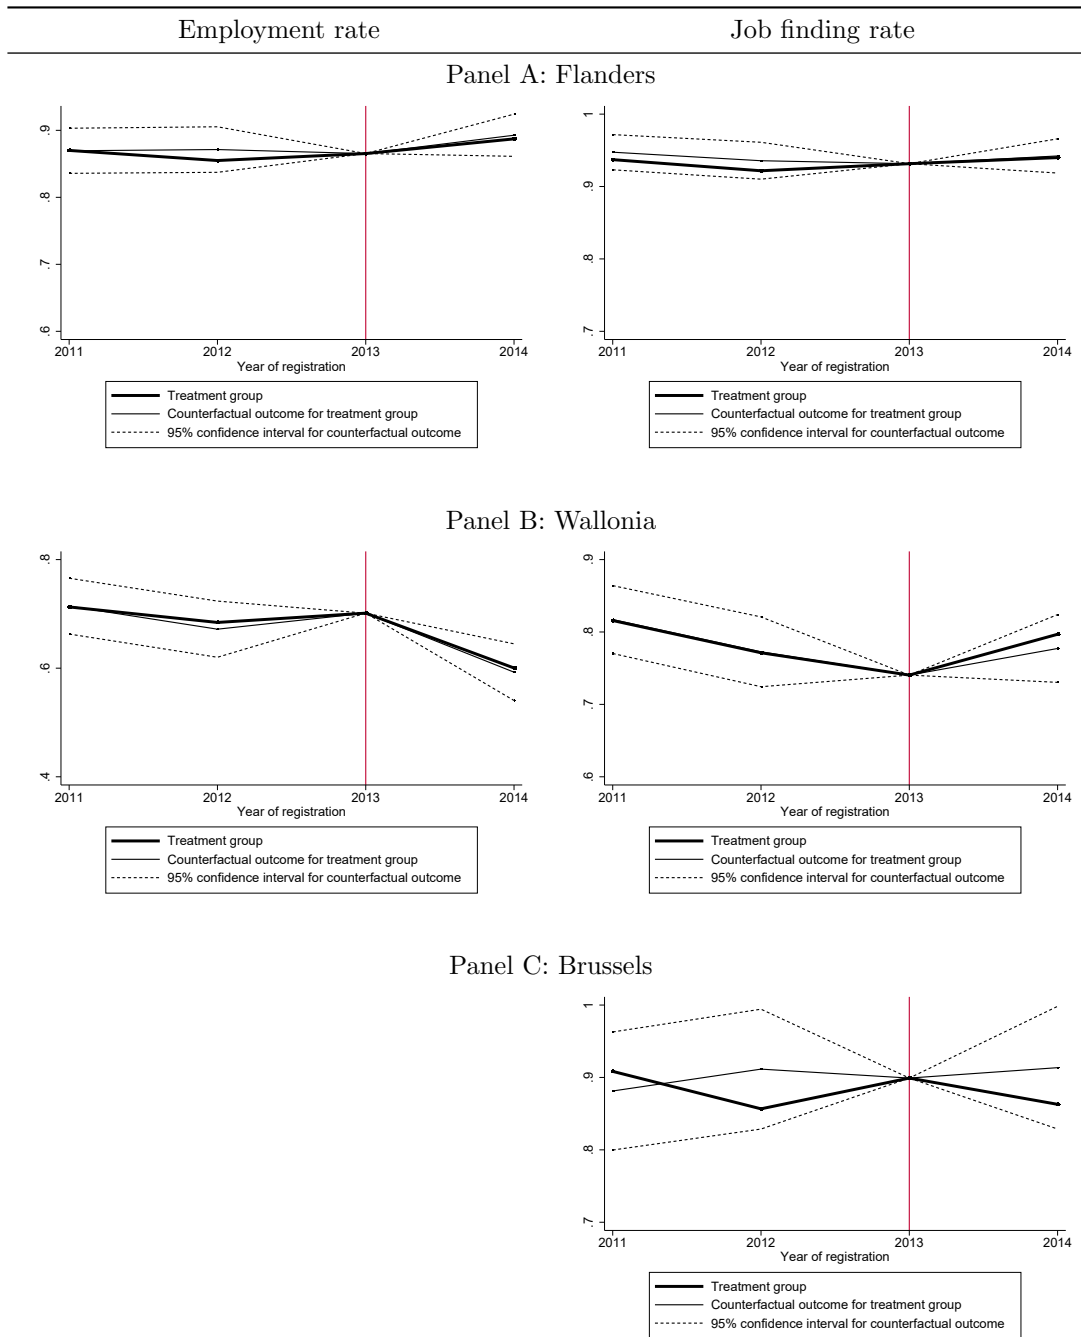 Employment rate
Job finding rate
Panel A: Flanders
.9
.8
.7
.6
2011 2012 2013 2014
Year of registration
Treatment group
Counterfactual outcome for treatment group
95% confidence interval for counterfactual outcome
1
.9
.8
.7
2011 2012 2013 2014
Year of registration
Treatment group
Counterfactual outcome for treatment group
95% confidence interval for counterfactual outcome
Panel B: Wallonia
.8
.6
.4
2011 2012 2013 2014
Year of registration
Treatment group
Counterfactual outcome for treatment group
95% confidence interval for counterfactual outcome
.9
.8
.7
.6
2011 2012 2013 2014
Year of registration
Treatment group
Counterfactual outcome for treatment group
95% confidence interval for counterfactual outcome
Panel C: Brussels
1
.9
.8
.7
2011 2012 2013 2014
Year of registration
Treatment group
Counterfactual outcome for treatment group
95% confidence interval for counterfactual outcome